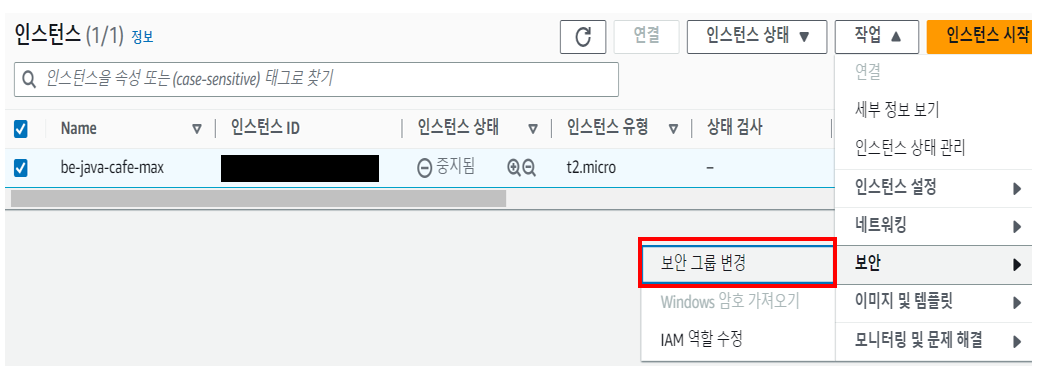 인스턴스 (1/1) 정보
연결 인스턴스 상태 ▼ 작업 ▲ 인스턴스 시작
인스턴스을 속성 또는 (case-sensitive) 태그로 찾기
Name 인스턴스 ID 인스턴스 상태 인스턴스 유형 상태 검사
be-java-cafe-max 중지됨 t2.micro –
연결
세부 정보 보기
인스턴스 상태 관리
인스턴스 설정
네트워킹
보안
이미지 및 템플릿
모니터링 및 문제 해결
보안 그룹 변경
Windows 암호 가져오기
IAM 역할 수정